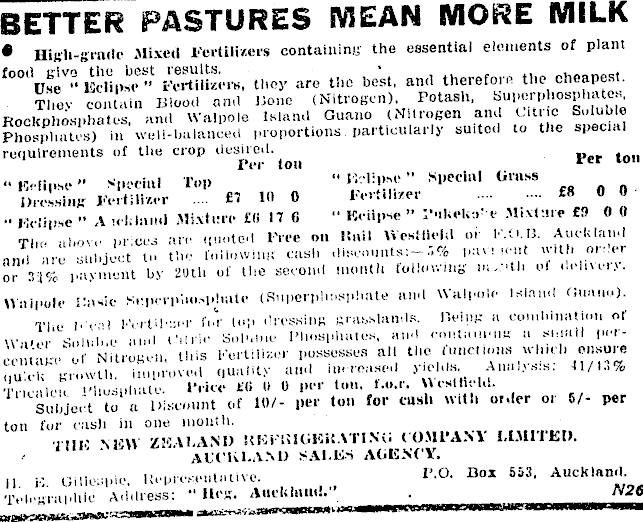 BETTER PASTURES MEAN MORE MILK
● High-grade Mixed Fertilizers containing the essential elements of plant
food give the best results.
Use "Eclipse" Fertilizers, they are the best, and therefore the cheapest.
They contain Blood and Bone (Nitrogen), Potash, Superphosphates,
Rockphosphates, and Walpole Island Guano (Nitrogen and Citric Soluble
Phosphates) in well-balanced proportions particularly suited to the special
requirements of the crop desired.
Per ton
"Eclipse" Special Top
Dressing Fertilizer .... £7 10 0
"Eclipse" Auckland Mixture £6 17 6
Per ton
"Eclipse" Special Grass
Fertilizer .... .... £8 0 0
"Eclipse" Pukekohe Mixture £9 0 0
The above prices are quoted Free on Rail Westfield or F.O.B. Auckland
and are subject to the following cash discounts:—5% payment with order
or 3¾% payment by 20th of the second month following month of delivery.
Walpole Basic Superphosphate (Superphosphate and Walpole Island Guano).
The Ideal Fertilizer for top dressing grasslands. Being a combination of
Water Soluble and Citric Soluble Phosphates, and containing a small per-
centage of Nitrogen, this Fertilizer possesses all the functions which ensure
quick growth, improved quality and increased yields. Analysis: 41/43%
Tricalcic Phosphate. Price £6 0 0 per ton, f.o.r. Westfield.
Subject to a Discount of 10/- per ton for cash with order or 5/- per
ton for cash in one month.
THE NEW ZEALAND REFRIGERATING COMPANY LIMITED.
AUCKLAND SALES AGENCY.
H. E. Gillespie, Representative.
P.O. Box 553, Auckland.
Telegraphic Address: "Reg. Auckland."
N26